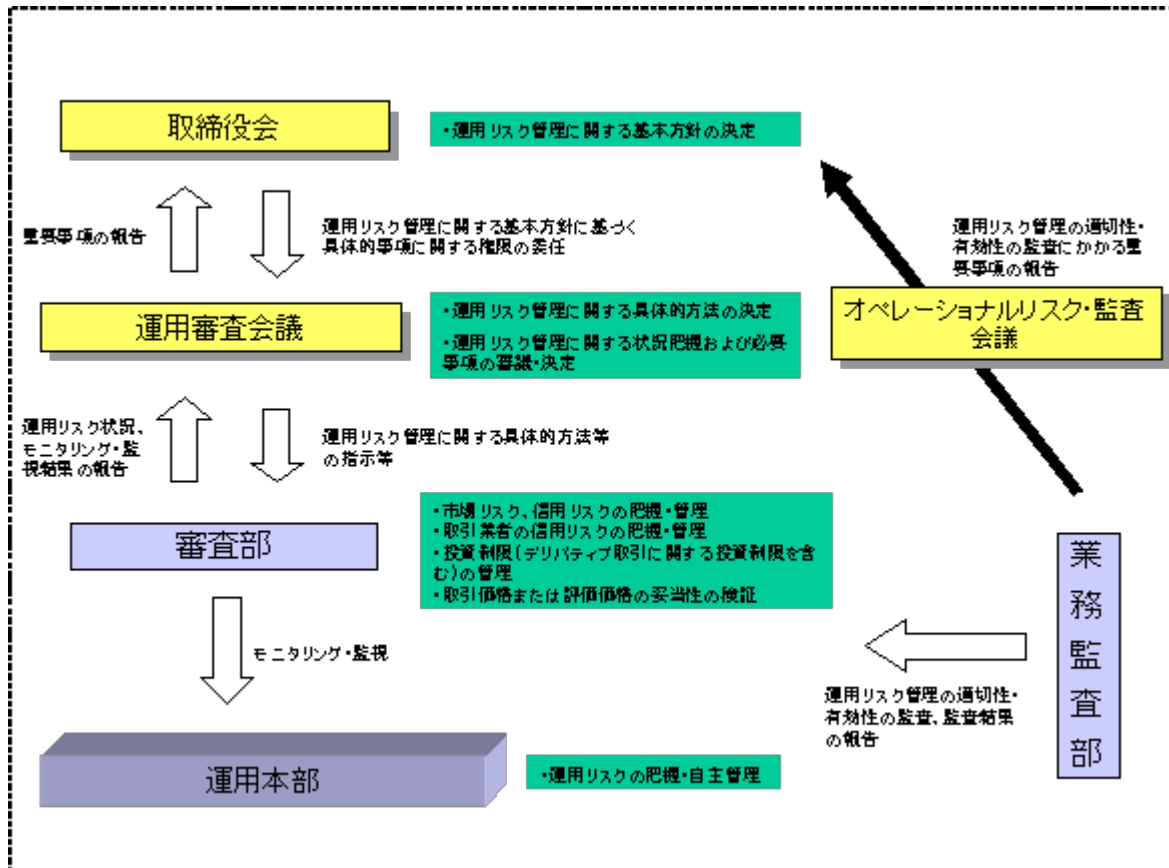 取締役会
・運用リスク管理に関する基本方針の決定
重要事項の報告
運用リスク管理に関する基本方針に基づく
具体的事項に関する権限の委任
運用リスク管理の適切性・
有効性の監査にかかる重
要事項の報告
運用審査会議
・運用リスク管理に関する具体的方法の決定
・運用リスク管理に関する状況把握および必要
事項の審議・決定
オペレーショナルリスク・監査
会議
運用リスク状況、
モニタリング・監
視結果の報告
運用リスク管理に関する具体的方法等
の指示等
審査部
・市場リスク、信用リスクの把握・管理
・取引業者の信用リスクの把握・管理
・投資制限（デリバティブ取引に関する投資制限を含
む）の管理
・取引価格または評価価格の妥当性の検証
業務監査部
モニタリング・監視
運用リスク管理の適切性・
有効性の監査、監査結果
の報告
運用本部
・運用リスクの把握・自主管理